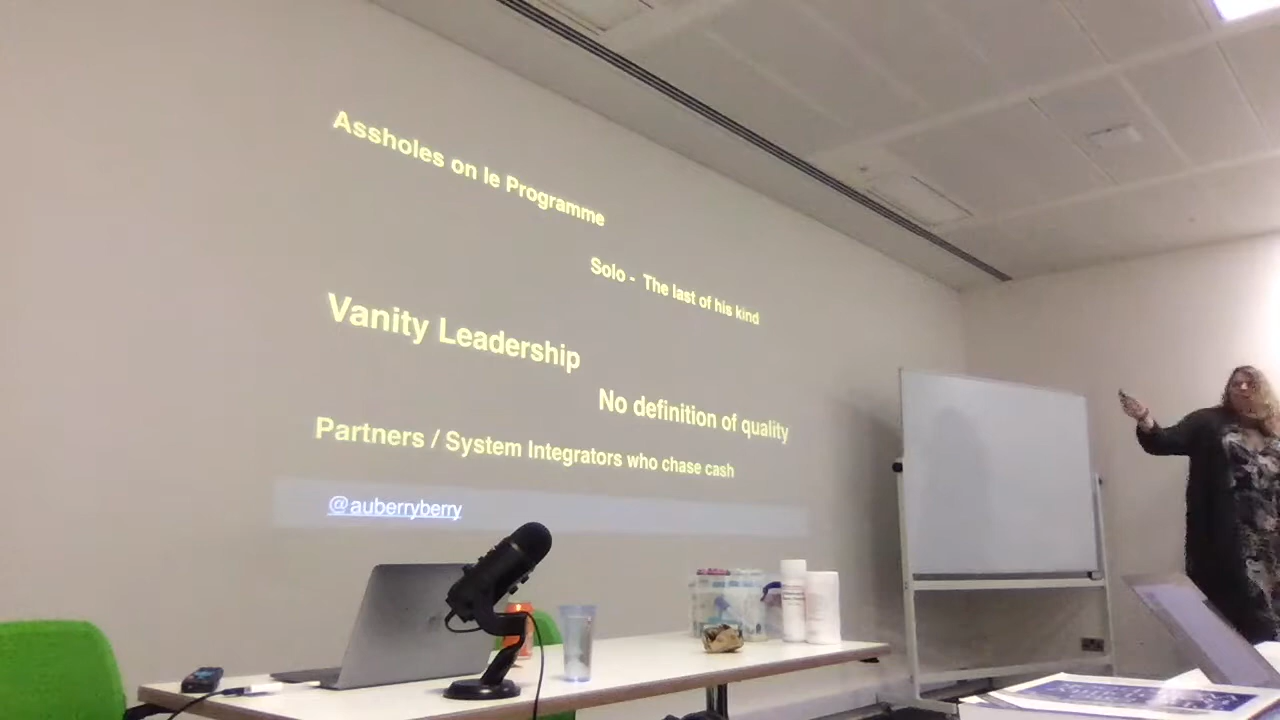 Assholes on le Programme
Solo - The last of his kind
Vanity Leadership
No definition of quality
Partners / System Integrators who chase cash
@auberryberry